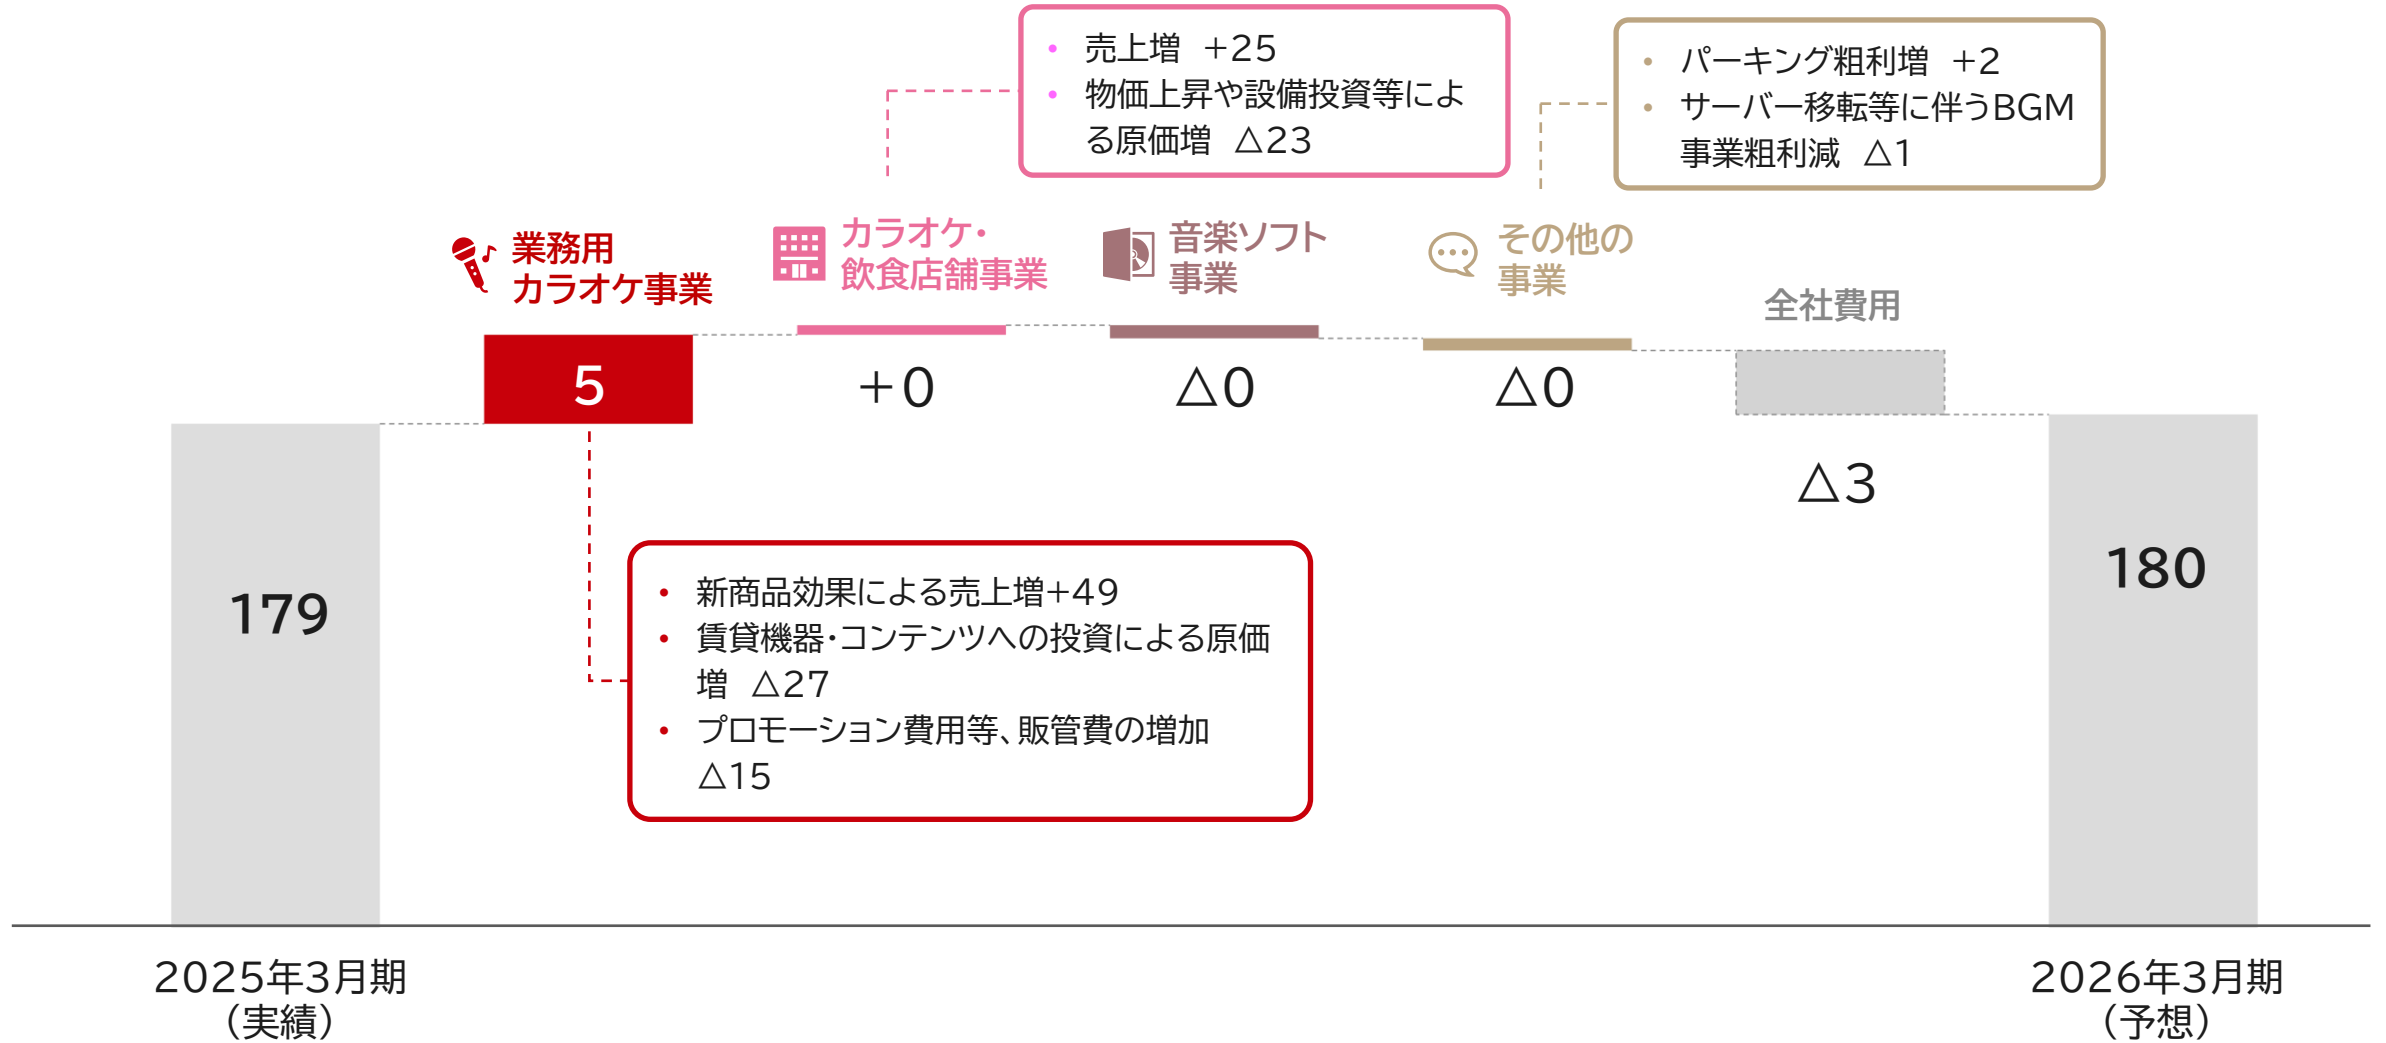 ・ 売上増　+25
・ 物価上昇や設備投資等によ
る原価増　△23
・ パーキング粗利増　+2
・ サーバー移転等に伴うBGM
事業粗利減　△1
業務用
カラオケ事業
カラオケ・
飲食店舗事業
音楽ソフト
事業
その他の
事業
全社費用
5
+0
△0
△0
△3
179
180
・ 新商品効果による売上増+49
・ 賃貸機器・コンテンツへの投資による原価
増　△27
・ プロモーション費用等、販管費の増加
△15
2025年3月期
（実績）
2026年3月期
（予想）